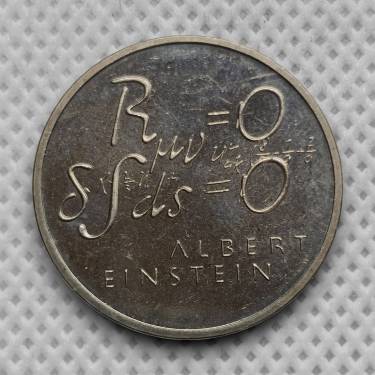 Rμν = 0
δ∫ds = 0
ALBERT
EINSTEIN